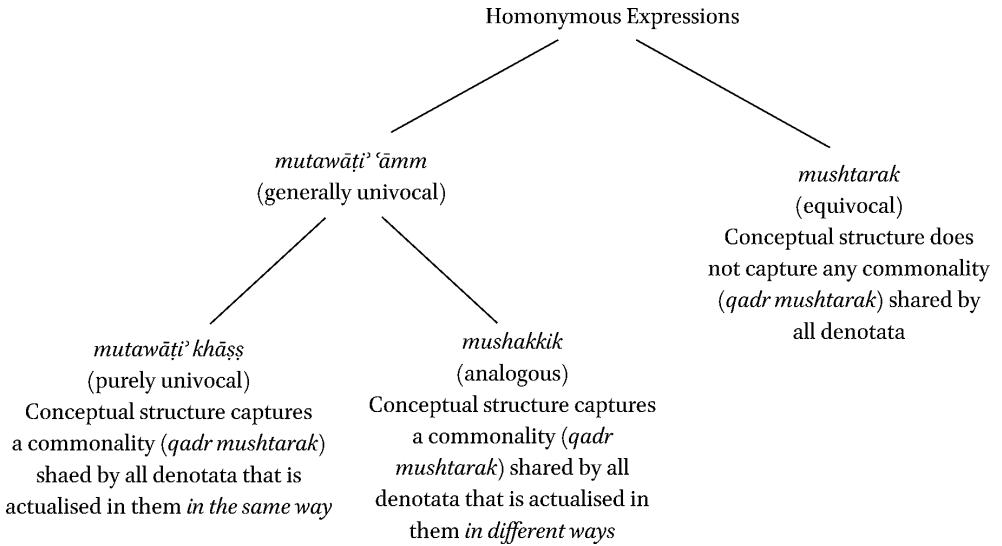 Homonymous Expressions
mutawāṭiʾ ʿāmm
(generally univocal)
mushtarak
(equivocal)
Conceptual structure does
not capture any commonality
(qadr mushtarak) shared by
all denotata
mutawāṭiʾ khāṣṣ
(purely univocal)
Conceptual structure captures
a commonality (qadr mushtarak)
shaed by all denotata that is
actualised in them in the same way
mushakkik
(analogous)
Conceptual structure captures
a commonality (qadr
mushtarak) shared by all
denotata that is actualised in
them in different ways